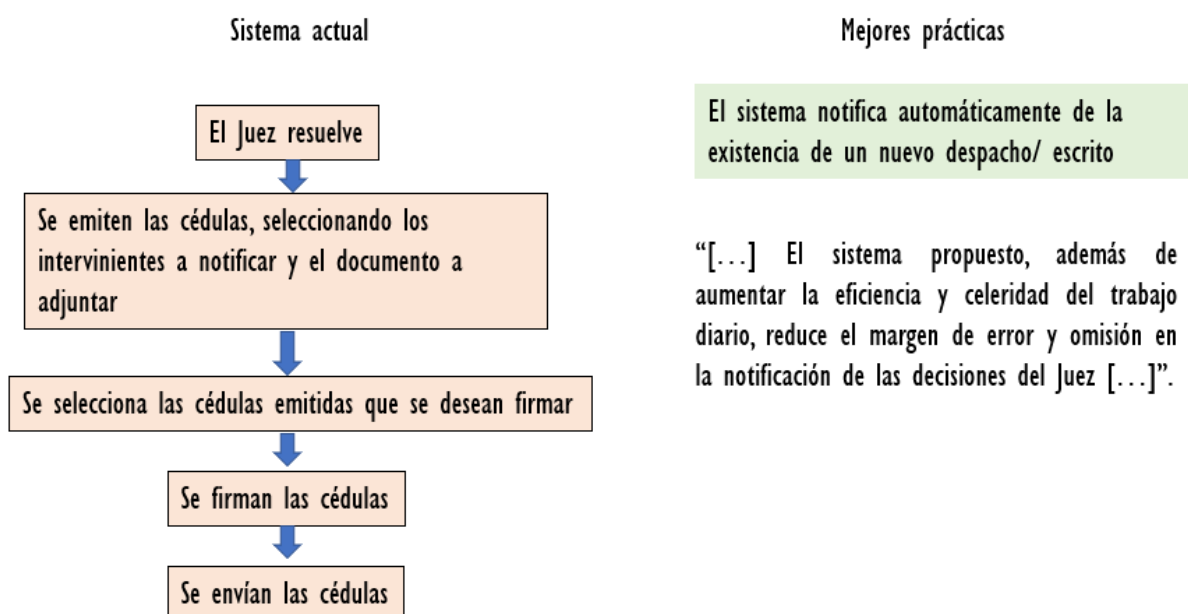 Sistema actual
El Juez resuelve
Se emiten las cédulas, seleccionando los
intervinientes a notificar y el documento a
adjuntar
Se selecciona las cédulas emitidas que se desean firmar
Se firman las cédulas
Se envían las cédulas
Mejores prácticas
El sistema notifica automáticamente de la
existencia de un nuevo despacho/ escrito
“[…] El sistema propuesto, además de
aumentar la eficiencia y celeridad del trabajo
diario, reduce el margen de error y omisión en
la notificación de las decisiones del Juez […]”.